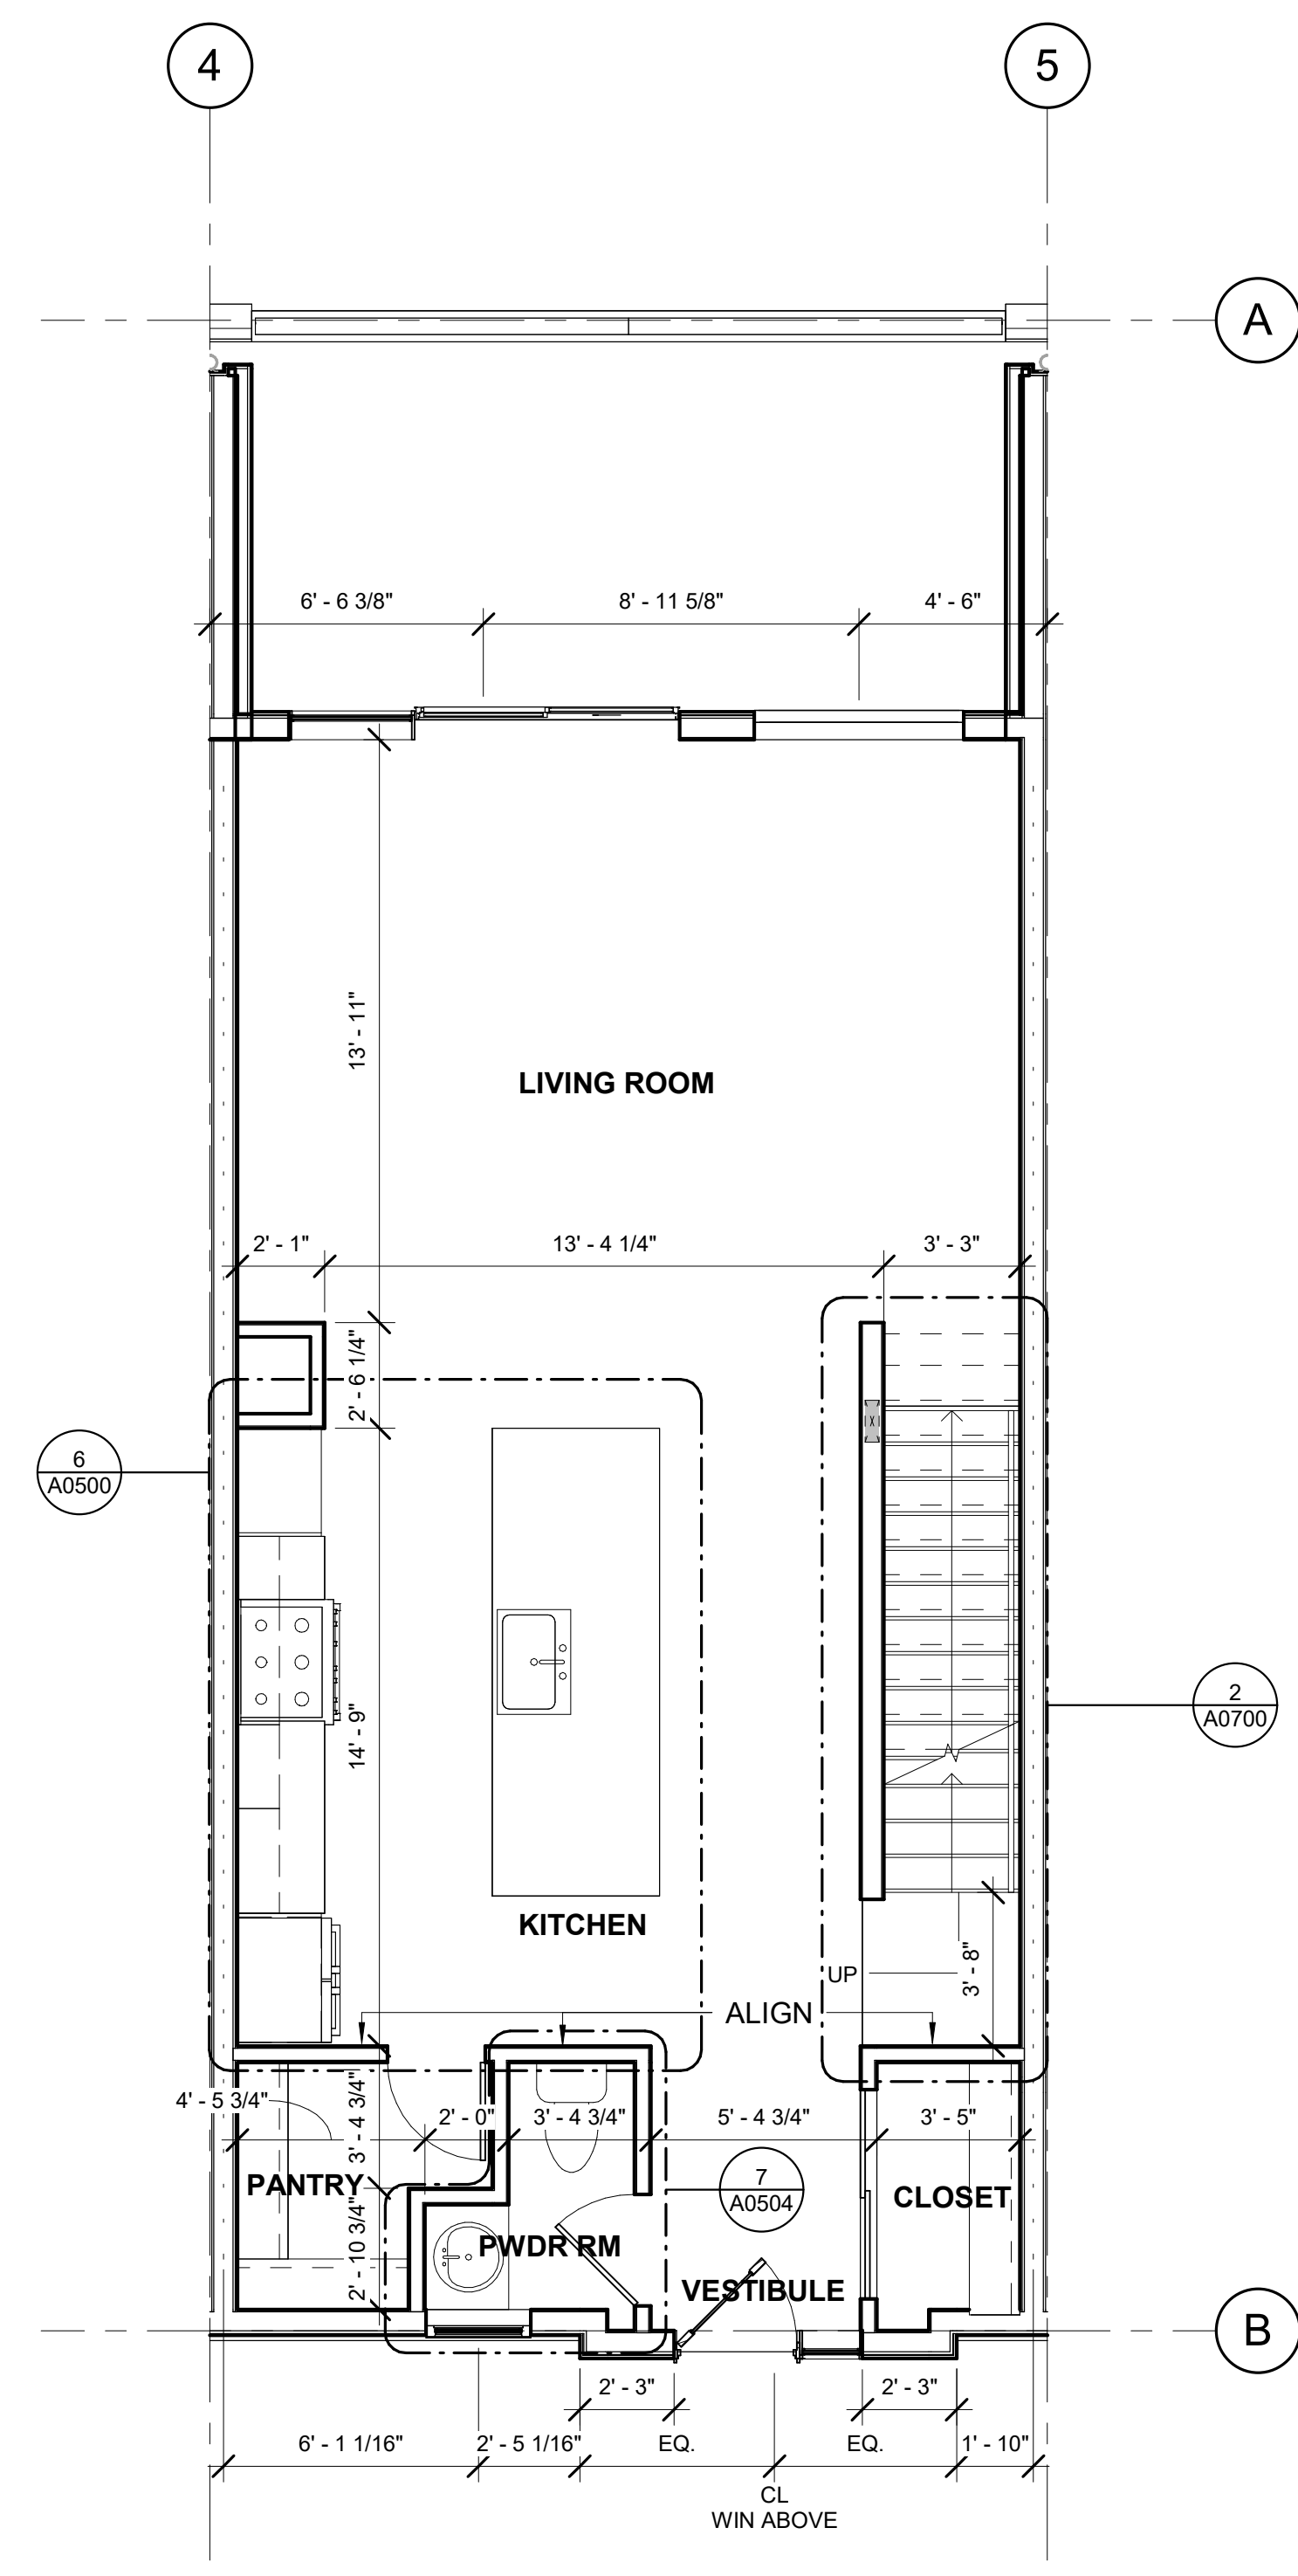 4
5
A
6' - 6 3/8"
8' - 11 5/8"
4' - 6"
13' - 11"
LIVING ROOM
2' - 1"
13' - 4 1/4"
3' - 3"
2' - 6 1/4"
6
A0500
2
A0700
14' - 9"
KITCHEN
UP
3' - 8"
ALIGN
4' - 5 3/4"
3' - 4 3/4"
2' - 0"
3' - 4 3/4"
5' - 4 3/4"
3' - 5"
PANTRY
7
A0504
CLOSET
2' - 10 3/4"
PWDR RM
VESTIBULE
B
2' - 3"
2' - 3"
6' - 1 1/16"
2' - 5 1/16"
EQ.
EQ.
1' - 10"
CL
WIN ABOVE